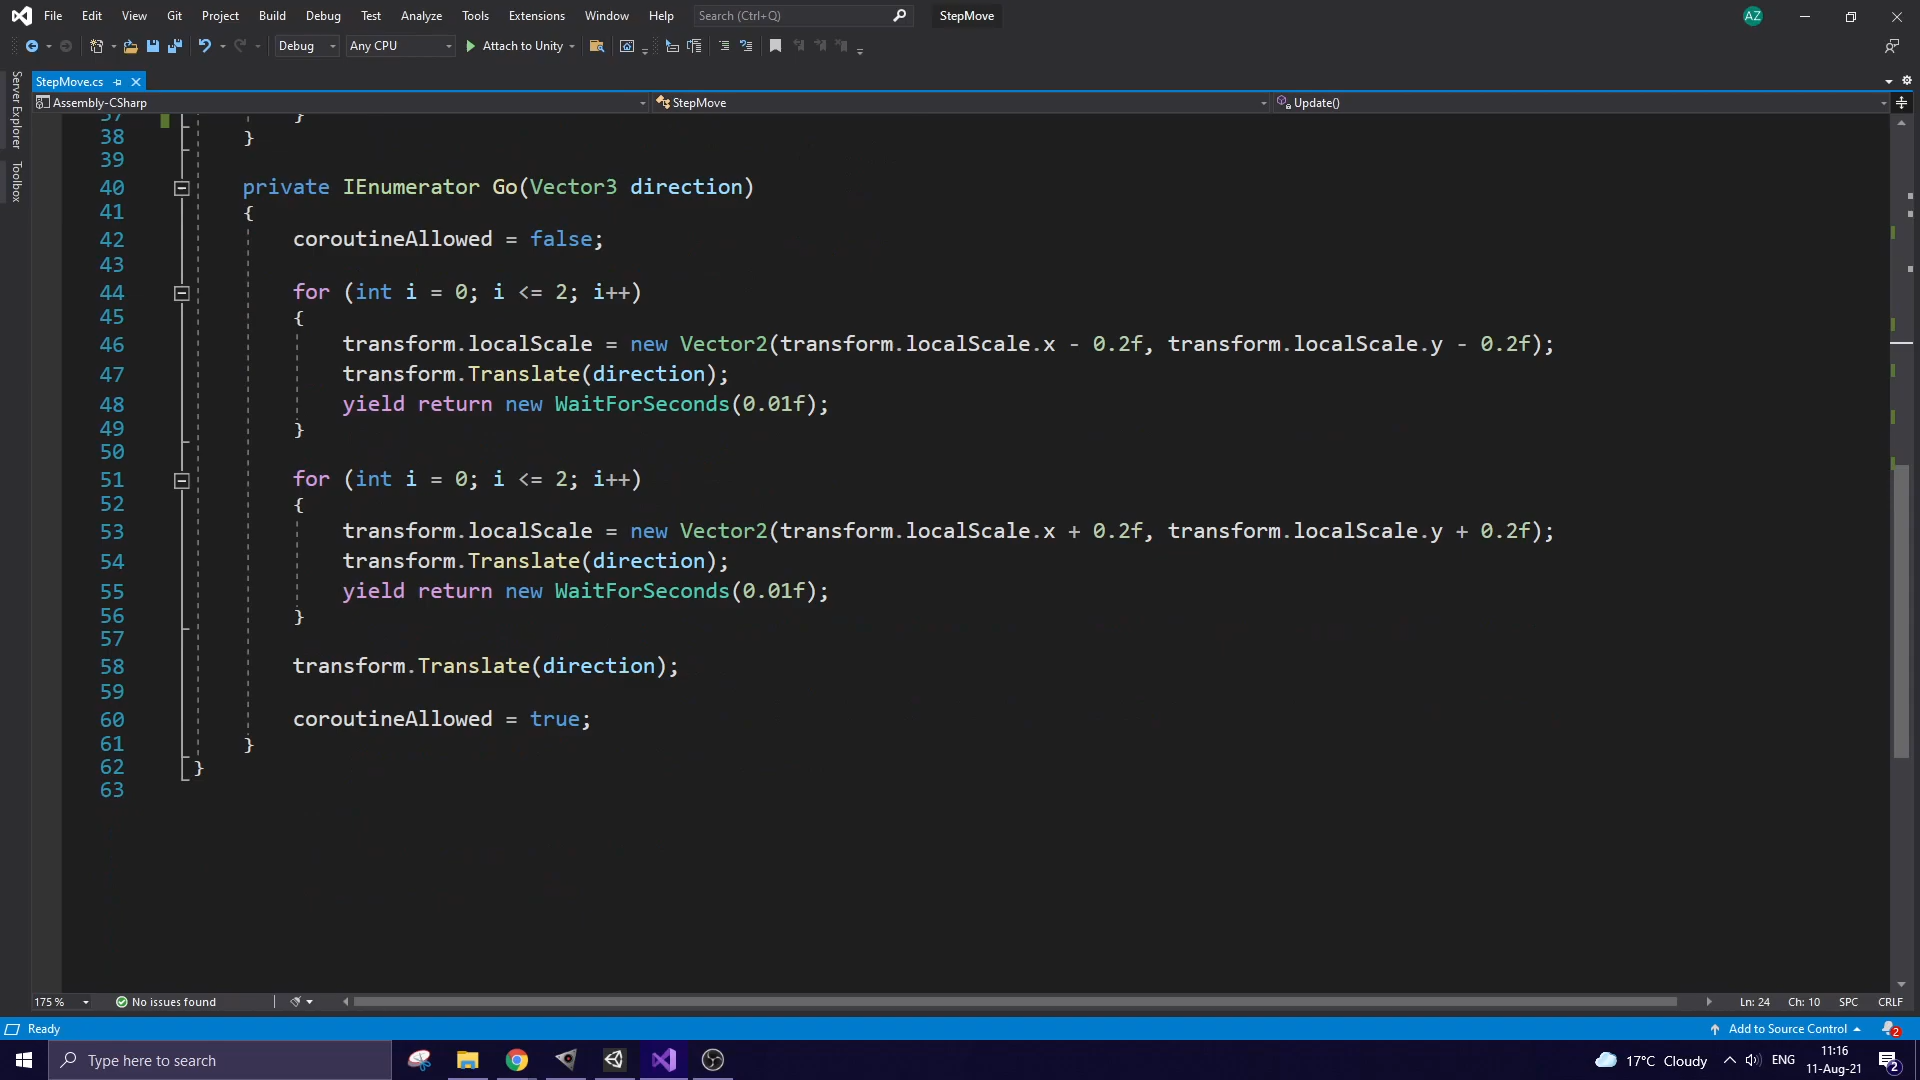 File Edit View Git Project Build Debug Test Analyze Tools Extensions Window Help Search (Ctrl+Q) StepMove AZ
Debug Any CPU Attach to Unity
StepMove.cs
Assembly-CSharp StepMove Update()
Server Explorer
Toolbox
37 }
38 }
39
40 private IEnumerator Go(Vector3 direction)
41 {
42 coroutineAllowed = false;
43
44 for (int i = 0; i <= 2; i++)
45 {
46 transform.localScale = new Vector2(transform.localScale.x - 0.2f, transform.localScale.y - 0.2f);
47 transform.Translate(direction);
48 yield return new WaitForSeconds(0.01f);
49 }
50
51 for (int i = 0; i <= 2; i++)
52 {
53 transform.localScale = new Vector2(transform.localScale.x + 0.2f, transform.localScale.y + 0.2f);
54 transform.Translate(direction);
55 yield return new WaitForSeconds(0.01f);
56 }
57
58 transform.Translate(direction);
59
60 coroutineAllowed = true;
61 }
62 }
63
175 % No issues found Ln: 24 Ch: 10 SPC CRLF
Ready Add to Source Control 2
Type here to search 17°C Cloudy ENG 11:16
11-Aug-21 2